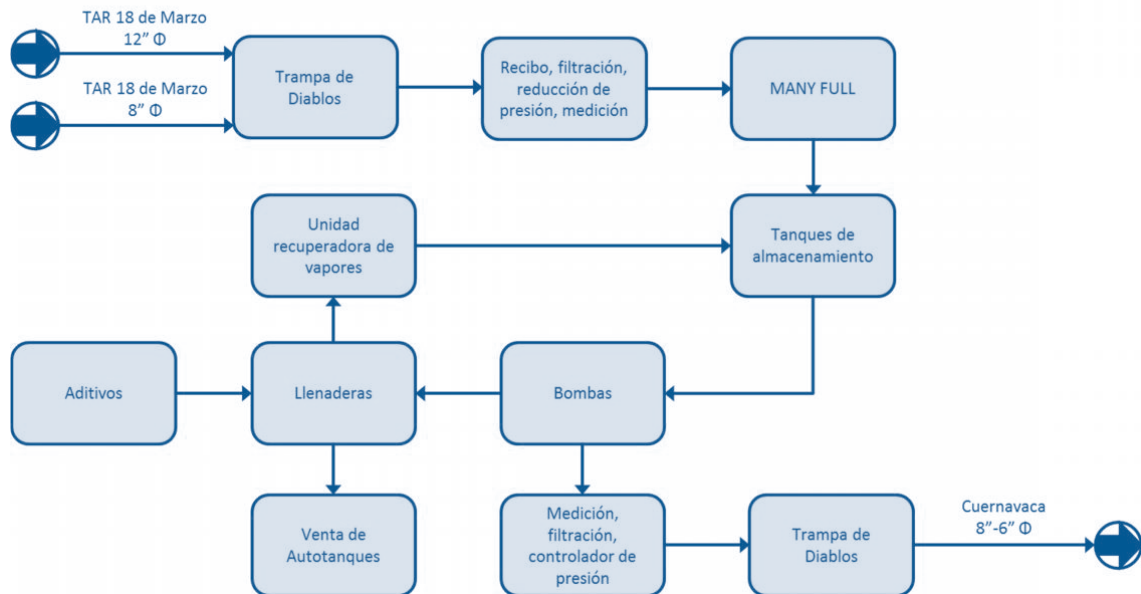 TAR 18 de Marzo
12” Φ
TAR 18 de Marzo
8” Φ
Trampa de
Diablos
Recibo, filtración,
reducción de
presión, medición
MANY FULL
Unidad
recuperadora de
vapores
Tanques de
almacenamiento
Aditivos
Llenaderas
Bombas
Venta de
Autotanques
Medición,
filtración,
controlador de
presión
Trampa de
Diablos
Cuernavaca
8”-6” Φ